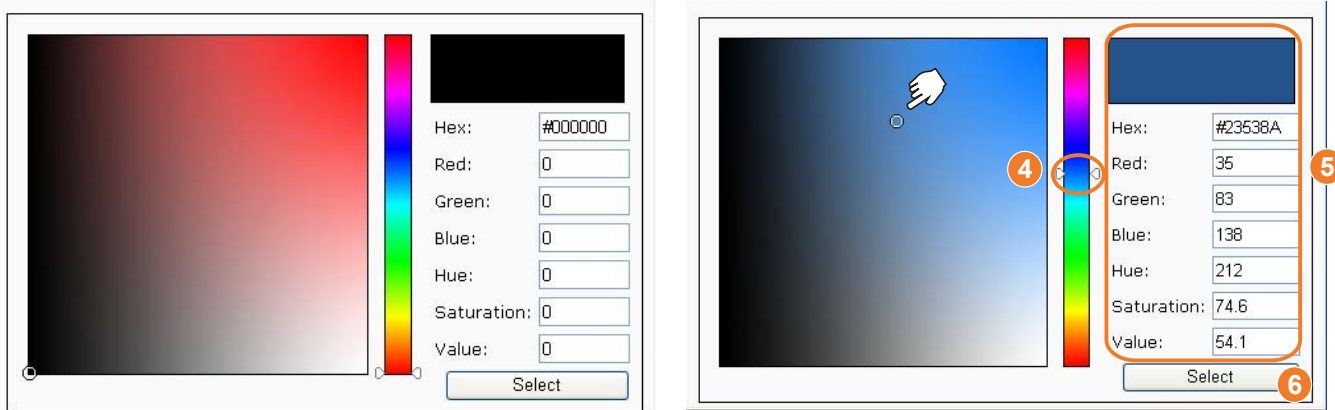 Hex: #000000
Red: 0
Green: 0
Blue: 0
Hue: 0
Saturation: 0
Value: 0
Select
Hex: #23538A
4
Red: 35
5
Green: 83
Blue: 138
Hue: 212
Saturation: 74.6
Value: 54.1
Select
6